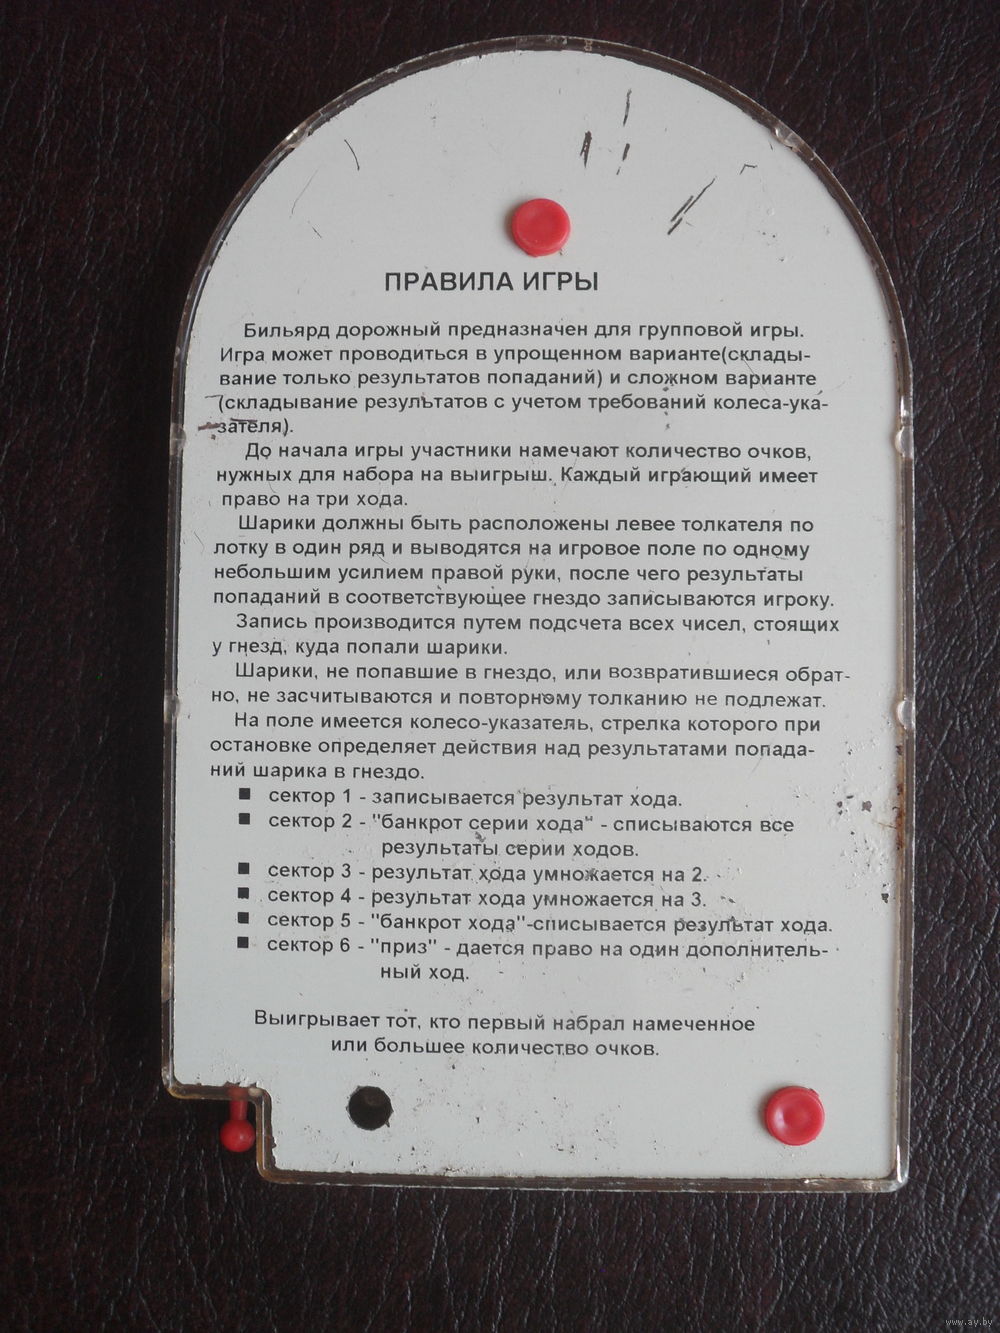 ПРАВИЛА ИГРЫ
Бильярд дорожный предназначен для групповой игры.
Игра может проводиться в упрощенном варианте(склады-
вание только результатов попаданий) и сложном варианте
(складывание результатов с учетом требований колеса-ука-
зателя).
До начала игры участники намечают количество очков,
нужных для набора на выигрыш. Каждый играющий имеет
право на три хода.
Шарики должны быть расположены левее толкателя по
лотку в один ряд и выводятся на игровое поле по одному
небольшим усилием правой руки, после чего результаты
попаданий в соответствующее гнездо записываются игроку.
Запись производится путем подсчета всех чисел, стоящих
у гнезд, куда попали шарики.
Шарики, не попавшие в гнездо, или возвратившиеся обрат-
но, не засчитываются и повторному толканию не подлежат.
На поле имеется колесо-указатель, стрелка которого при
остановке определяет действия над результатами попада-
ний шарика в гнездо.
■ сектор 1 - записывается результат хода.
■ сектор 2 - "банкрот серии хода" - списываются все
результаты серии ходов.
■ сектор 3 - результат хода умножается на 2.
■ сектор 4 - результат хода умножается на 3.
■ сектор 5 - "банкрот хода"-списывается результат хода.
■ сектор 6 - "приз" - дается право на один дополнитель-
ный ход.
Выигрывает тот, кто первый набрал намеченное
или большее количество очков.
www.ay.by